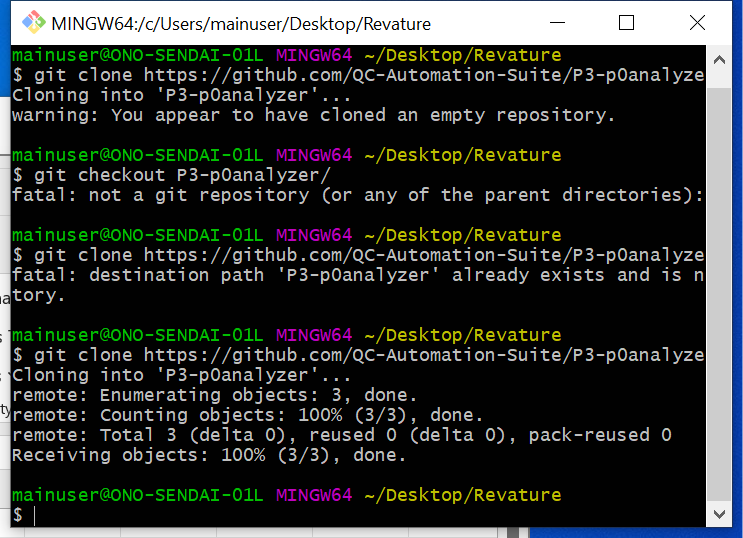 MINGW64:/c/Users/mainuser/Desktop/Revature
mainuser@ONO-SENDAI-01L MINGW64 ~/Desktop/Revature
$ git clone https://github.com/QC-Automation-Suite/P3-p0analyze
Cloning into 'P3-p0analyzer'...
warning: You appear to have cloned an empty repository.
mainuser@ONO-SENDAI-01L MINGW64 ~/Desktop/Revature
$ git checkout P3-p0analyzer/
fatal: not a git repository (or any of the parent directories):
mainuser@ONO-SENDAI-01L MINGW64 ~/Desktop/Revature
$ git clone https://github.com/QC-Automation-Suite/P3-p0analyze
fatal: destination path 'P3-p0analyzer' already exists and is n
tory.
mainuser@ONO-SENDAI-01L MINGW64 ~/Desktop/Revature
$ git clone https://github.com/QC-Automation-Suite/P3-p0analyze
Cloning into 'P3-p0analyzer'...
remote: Enumerating objects: 3, done.
remote: Counting objects: 100% (3/3), done.
remote: Total 3 (delta 0), reused 0 (delta 0), pack-reused 0
Receiving objects: 100% (3/3), done.
mainuser@ONO-SENDAI-01L MINGW64 ~/Desktop/Revature
$